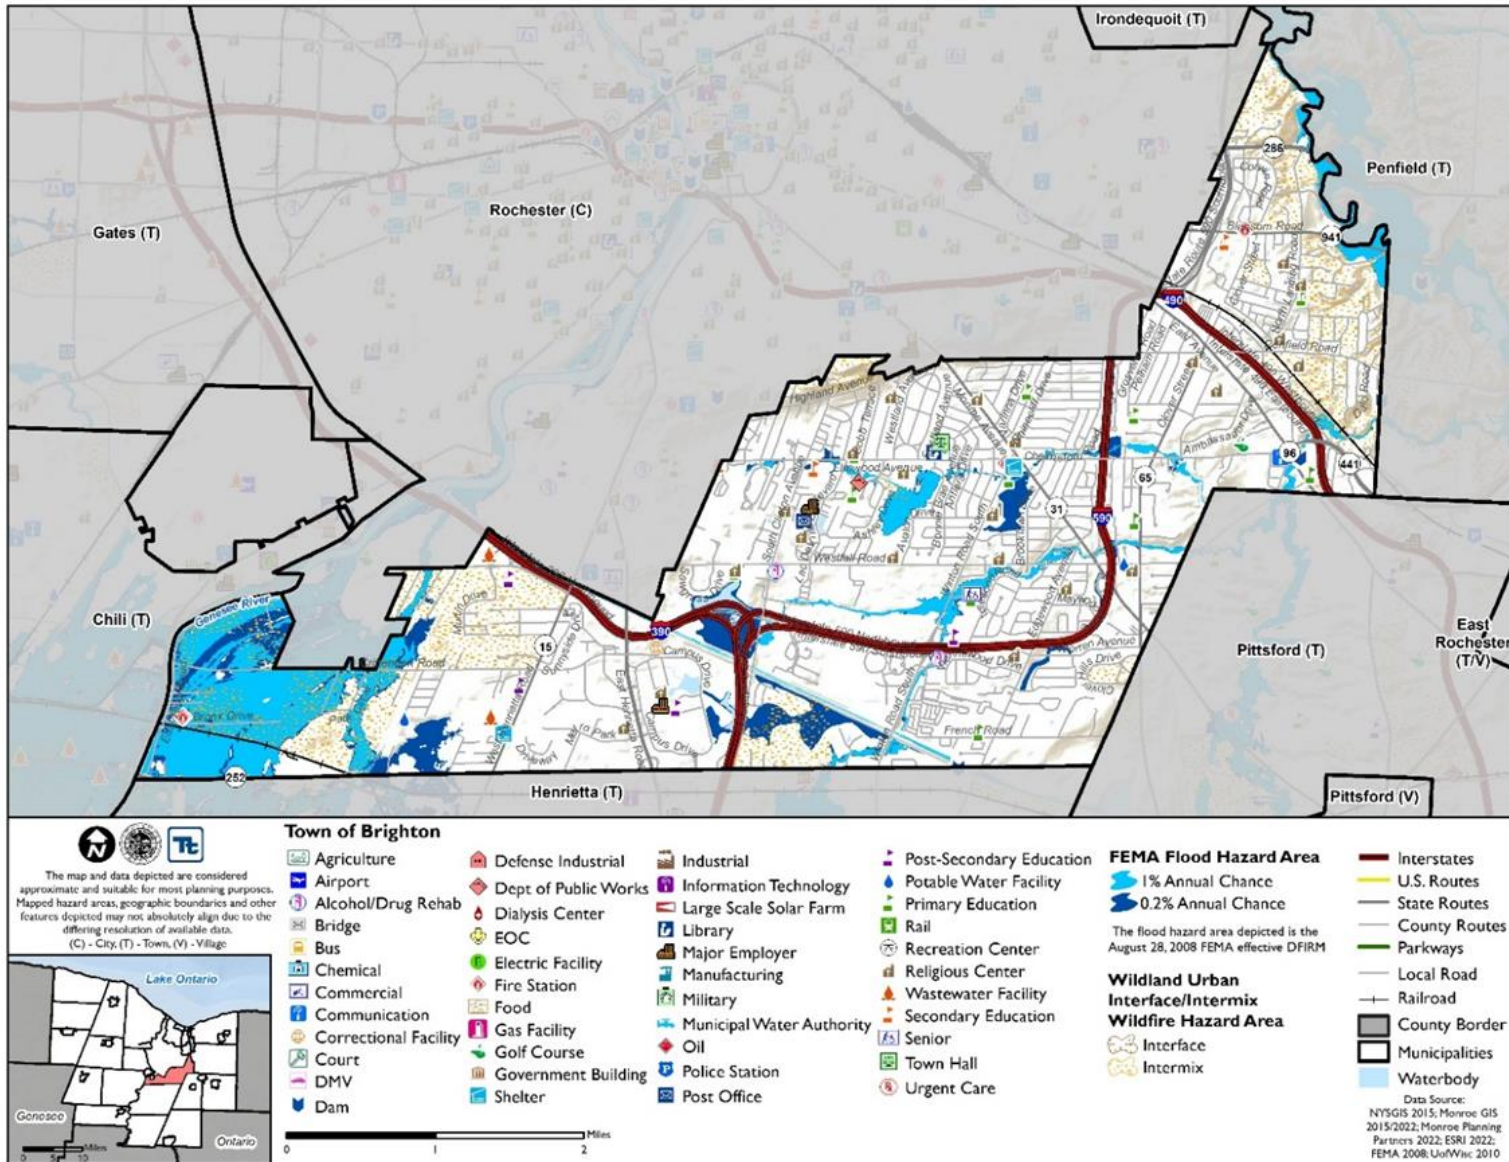 Irondequoit (T)
Penfield (T)
Rochester (C)
Gates (T)
286
941
490
Highland Avenue
Westland
East Avenue
Clover Street
Ambassador Drive
Elmwood Avenue
96
441
65
31
590
South Clinton Avenue
Westfall Road
Chili (T)
Genesee River
15
390
Campus Drive
East Henrietta Road
Campus Drive
French Road
Edgewood Avenue
Winton Road South
East
Rochester
(T/V)
Pittsford (T)
252
Henrietta (T)
Pittsford (V)
N
Tt
The map and data depicted are considered
approximate and suitable for most planning purposes.
Mapped hazard areas, geographic boundaries and other
features depicted may not absolutely align due to the
differing resolution of available data.
(C) - City, (T) - Town, (V) - Village
Lake Ontario
Genesee
Ontario
Miles
0 5 10
Town of Brighton
Agriculture
Airport
Alcohol/Drug Rehab
Bridge
Bus
Chemical
Commercial
Communication
Correctional Facility
Court
DMV
Dam
Defense Industrial
Dept of Public Works
Dialysis Center
EOC
Electric Facility
Fire Station
Food
Gas Facility
Golf Course
Government Building
Shelter
Industrial
Information Technology
Large Scale Solar Farm
Library
Major Employer
Manufacturing
Military
Municipal Water Authority
Oil
Police Station
Post Office
Post-Secondary Education
Potable Water Facility
Primary Education
Rail
Recreation Center
Religious Center
Wastewater Facility
Secondary Education
Senior
Town Hall
Urgent Care
Miles
0 1 2
FEMA Flood Hazard Area
1% Annual Chance
0.2% Annual Chance
The flood hazard area depicted is the
August 28, 2008 FEMA effective DFIRM
Wildland Urban
Interface/Intermix
Wildfire Hazard Area
Interface
Intermix
Interstates
U.S. Routes
State Routes
County Routes
Parkways
Local Road
Railroad
County Border
Municipalities
Waterbody
Data Source:
NYSGIS 2015; Monroe GIS
2015/2022; Monroe Planning
Partners 2022; ESRI 2022;
FEMA 2008; UofWisc 2010